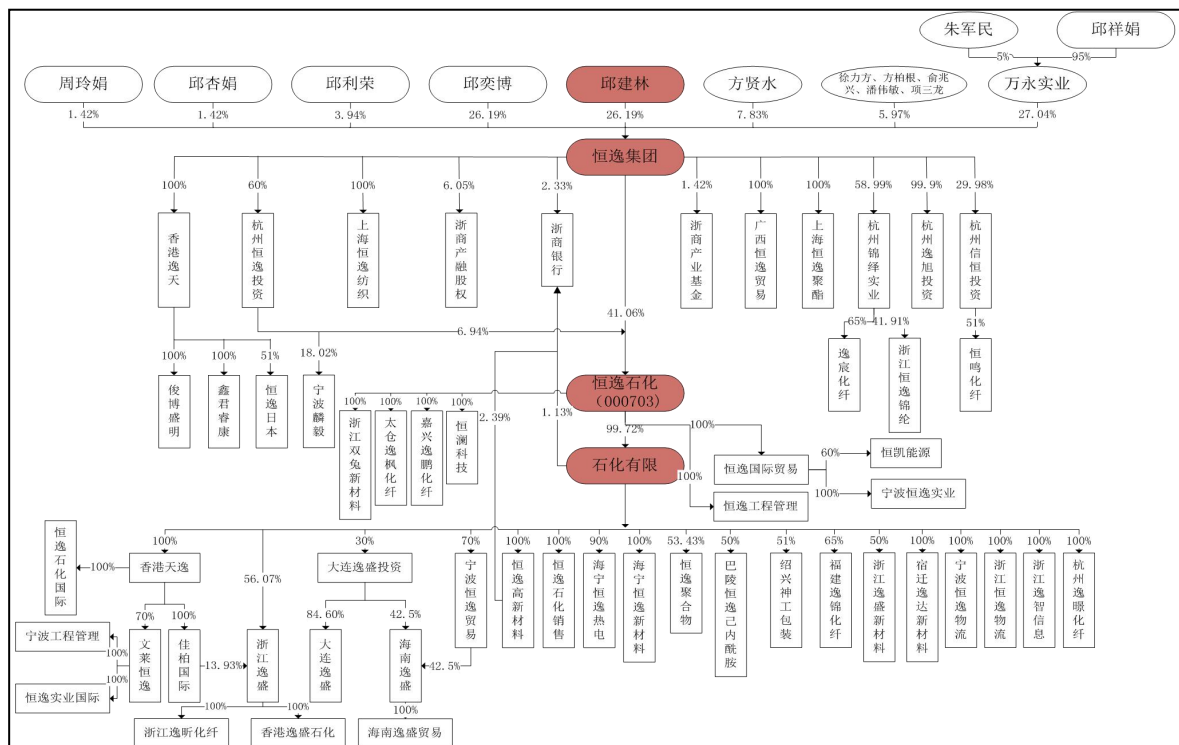 朱军民
邱祥娟
5%
95%
周玲娟
邱杏娟
邱利荣
邱奕博
邱建林
方贤水
徐力方、方柏根、俞兆
兴、潘伟敏、项三龙
万永实业
1.42%
1.42%
3.94%
26.19%
26.19%
7.83%
5.97%
27.04%
恒逸集团
100%
60%
100%
6.05%
2.33%
1.42%
100%
100%
58.99%
99.9%
29.98%
香港逸天
杭州恒逸投资
上海恒逸纺织
浙商产融股权
浙商银行
浙商产业基金
广西恒逸贸易
上海恒逸聚酯
杭州锦绎实业
杭州逸旭投资
杭州信恒投资
41.06%
6.94%
65%
41.91%
51%
100%
100%
51%
18.02%
逸宸化纤
浙江恒逸锦纶
恒鸣化纤
俊博盛明
鑫君睿康
恒逸日本
宁波麟毅
恒逸石化
(000703)
100%
100%
100%
100%
2.39%
1.13%
浙江双兔新材料
太仓逸枫化纤
嘉兴逸鹏化纤
恒澜科技
99.72%
100%
100%
石化有限
恒逸国际贸易
60%
恒凯能源
100%
宁波恒逸实业
恒逸工程管理
恒逸石化国际
100%
100%
30%
70%
100%
100%
90%
100%
53.43%
50%
51%
65%
50%
100%
100%
100%
100%
100%
香港天逸
56.07%
大连逸盛投资
宁波恒逸贸易
恒逸高新材料
恒逸石化销售
海宁恒逸热电
海宁恒逸新材料
恒逸聚合物
巴陵恒逸己内酰胺
绍兴神工包装
福建逸锦化纤
浙江逸盛新材料
宿迁逸达新材料
宁波恒逸物流
浙江恒逸物流
浙江逸智信息
杭州逸暻化纤
70%
100%
84.60%
42.5%
宁波工程管理
100%
100%
恒逸实业国际
文莱恒逸
佳柏国际
13.93%
浙江逸盛
大连逸盛
海南逸盛
42.5%
100%
100%
100%
浙江逸昕化纤
香港逸盛石化
海南逸盛贸易